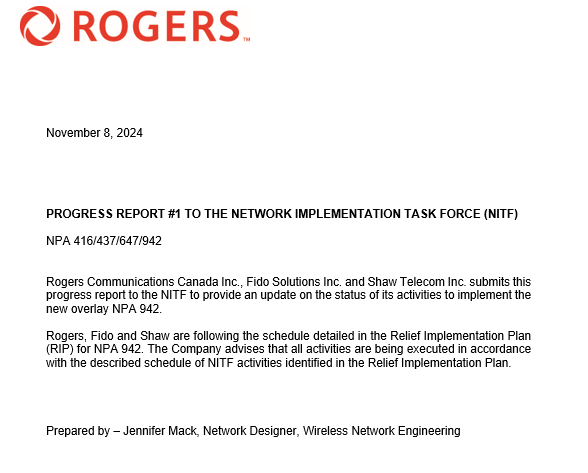 ROGERS™
November 8, 2024
PROGRESS REPORT #1 TO THE NETWORK IMPLEMENTATION TASK FORCE (NITF)
NPA 416/437/647/942
Rogers Communications Canada Inc., Fido Solutions Inc. and Shaw Telecom Inc. submits this
progress report to the NITF to provide an update on the status of its activities to implement the
new overlay NPA 942.
Rogers, Fido and Shaw are following the schedule detailed in the Relief Implementation Plan
(RIP) for NPA 942. The Company advises that all activities are being executed in accordance
with the described schedule of NITF activities identified in the Relief Implementation Plan.
Prepared by – Jennifer Mack, Network Designer, Wireless Network Engineering